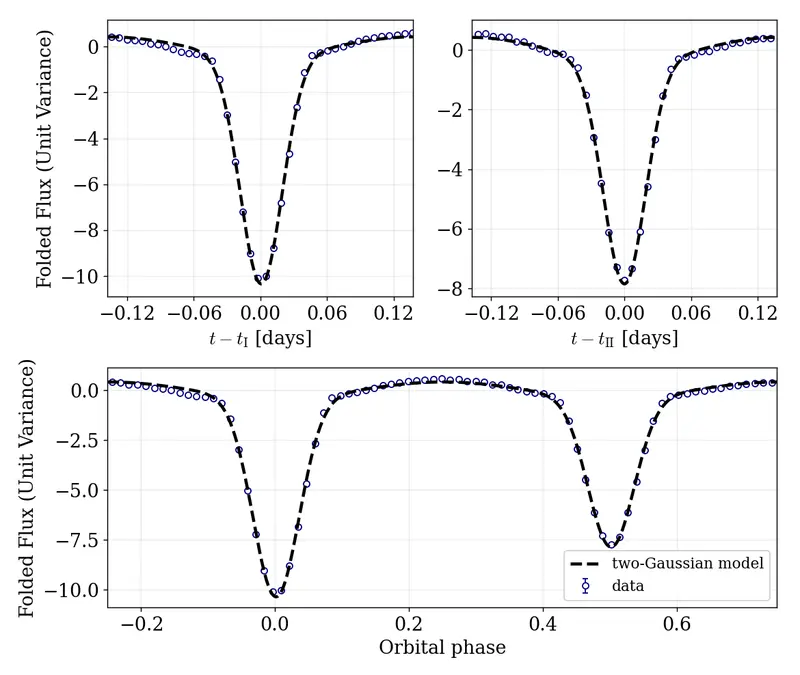 Folded Flux (Unit Variance)
0
−2
−4
−6
−8
−10
−0.12 −0.06 0.00 0.06 0.12
t − tI [days]
0
−2
−4
−6
−8
−0.12 −0.06 0.00 0.06 0.12
t − tII [days]
Folded Flux (Unit Variance)
0.0
−2.5
−5.0
−7.5
−10.0
two-Gaussian model
data
−0.2 0.0 0.2 0.4 0.6
Orbital phase